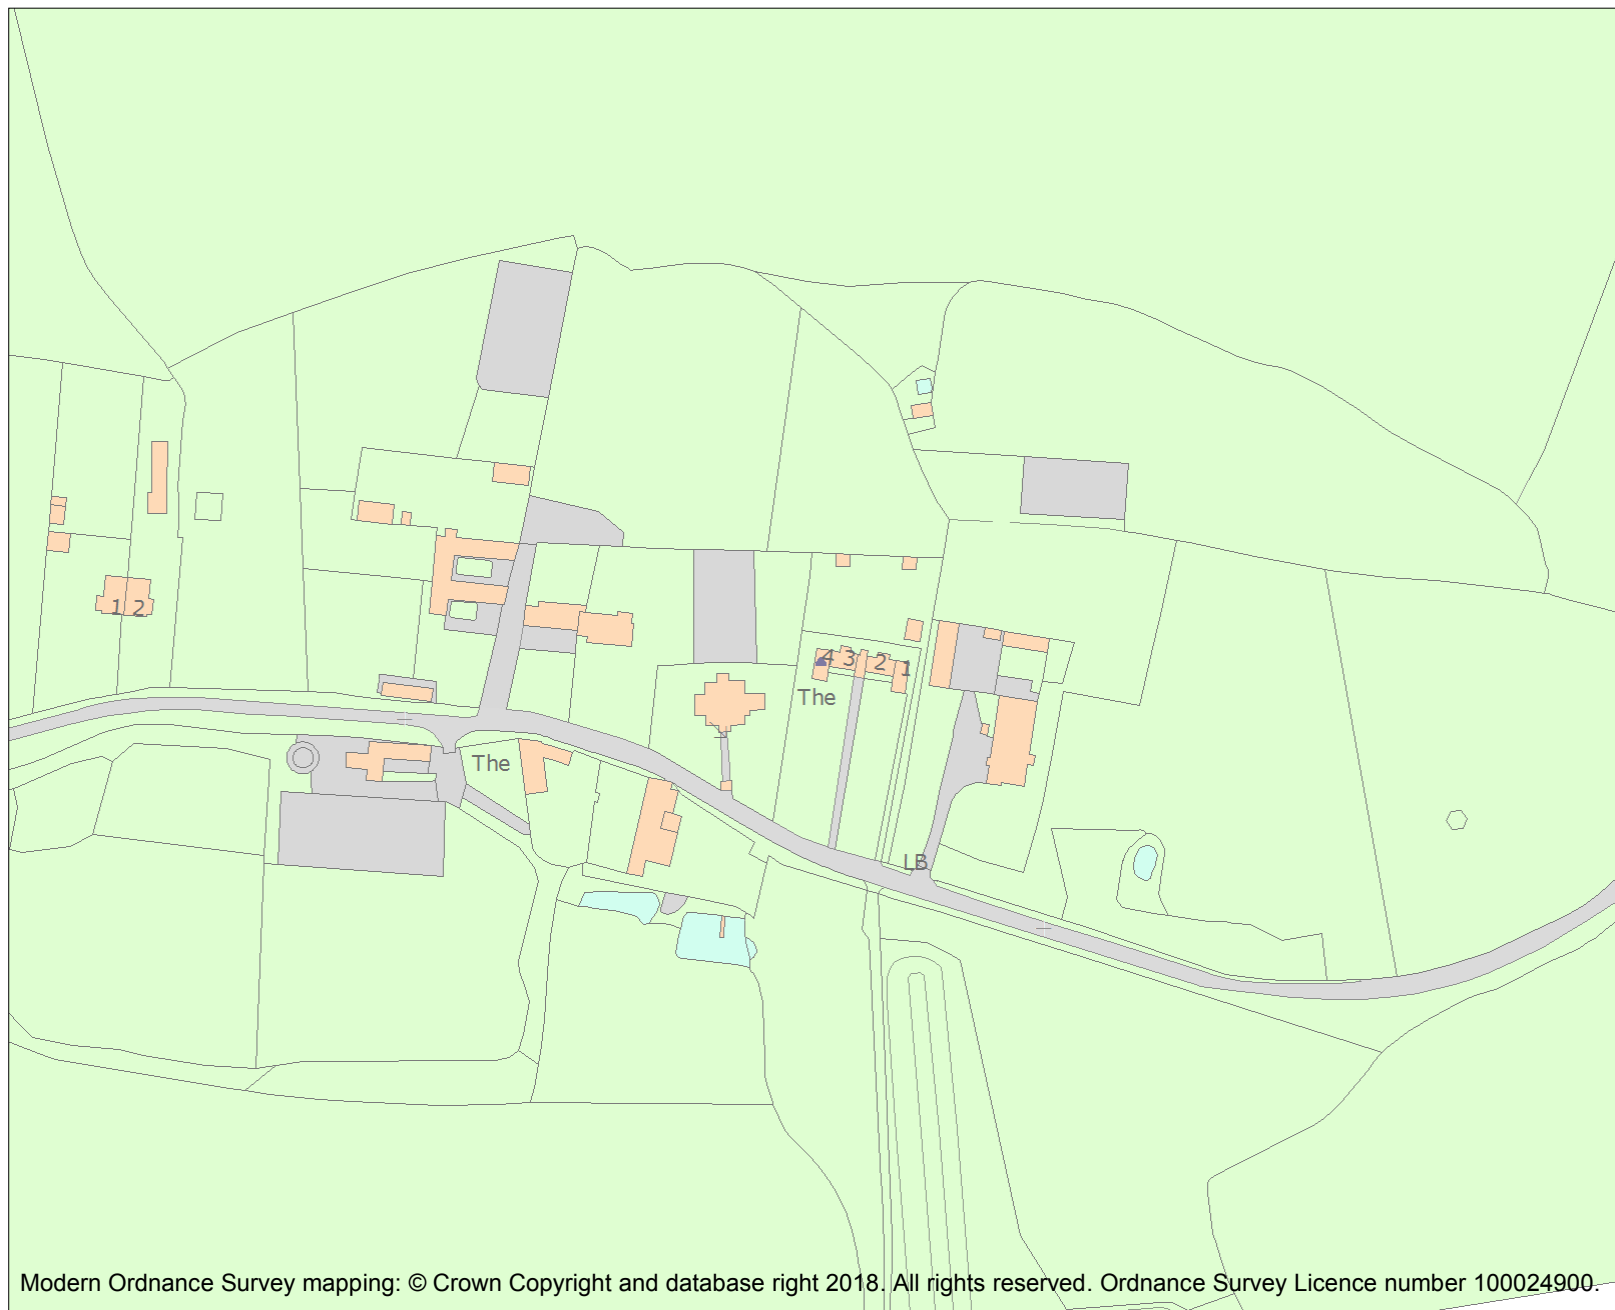 1 2
4 3 2 1
The
The
LB
Modern Ordnance Survey mapping: © Crown Copyright and database right 2018. All rights reserved. Ordnance Survey Licence number 100024900.